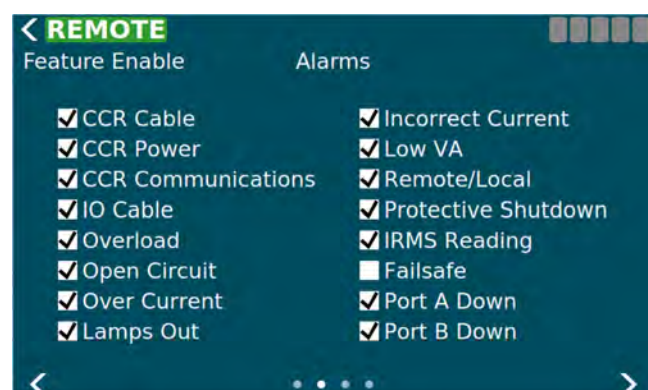 REMOTE
Feature Enable Alarms
CCR Cable
CCR Power
CCR Communications
IO Cable
Overload
Open Circuit
Over Current
Lamps Out
Incorrect Current
Low VA
Remote/Local
Protective Shutdown
IRMS Reading
Failsafe
Port A Down
Port B Down